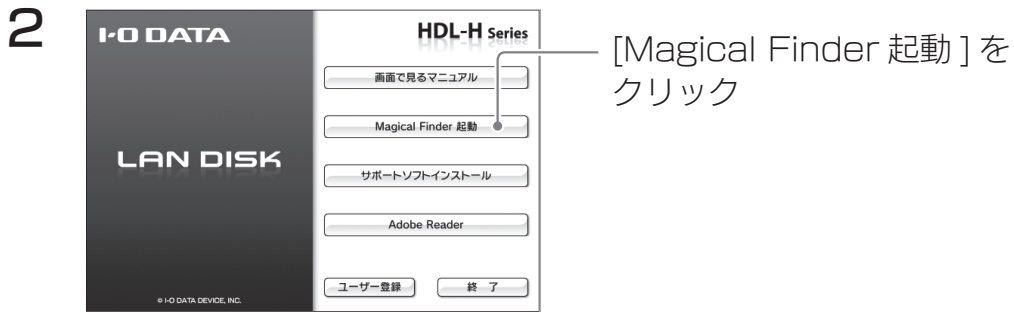 2
I-O DATA
HDL-H Series
画面で見るマニュアル
Magical Finder 起動
LAN DISK
サポートソフトインストール
Adobe Reader
ユーザー登録
終 了
© I-O DATA DEVICE, INC.
[Magical Finder 起動 ] を
クリック